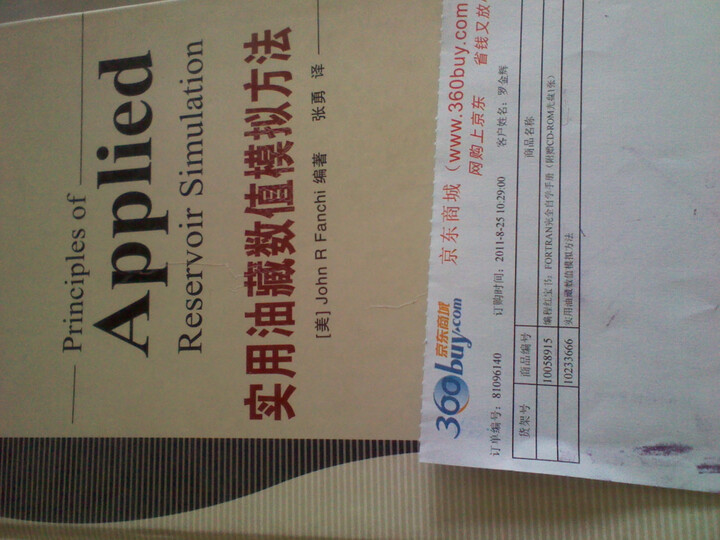 Principles of
Applied
Reservoir Simulation
实用油藏数值模拟方法
[美] John R Fanchi 编著 张勇 译
京东商城
360buy.com
京东商城（www.360buy.com
网购上京东 省钱又放心
订单编号：81096140 订购时间：2011-8-25 10:29:00 客户姓名：罗金辉
货架号 商品编号 商品名称
10058915 编程红宝书：FORTRAN完全自学手册（附赠CD-ROM光盘1张）
10233666 实用油藏数值模拟方法